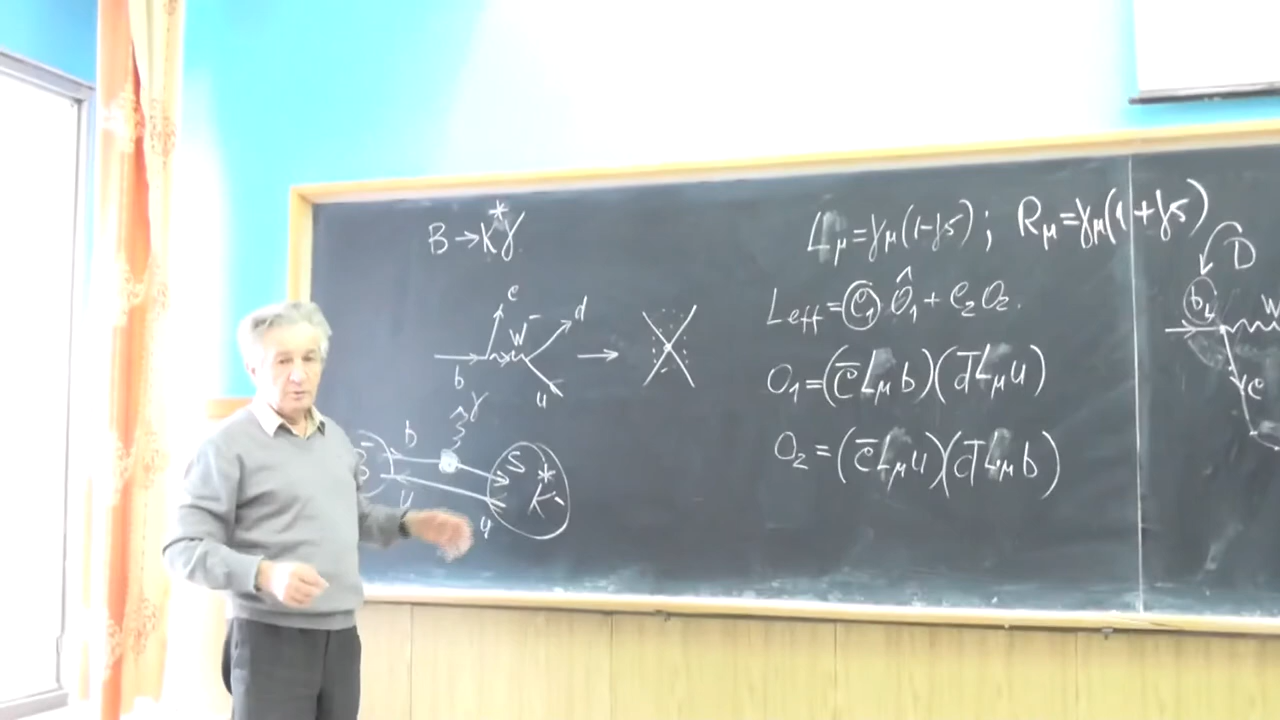 B → K* γ
L_μ = γ_μ(1-γ5) ; R_μ = γ_μ(1+γ5)
D
L_eff = C₁ Ô₁ + C₂ O₂.
c
W⁻
d
b
u
b_L
W
O₁ = (c̄ L_μ b)(d̄ L_μ u)
c
γ
b
S
K*⁻
u
u
O₂ = (c̄ L_μ u)(d̄ L_μ b)